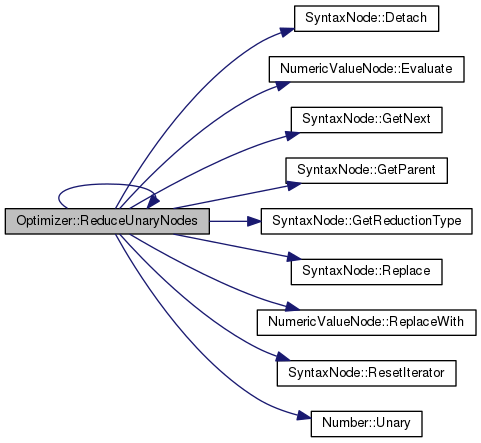 SyntaxNode::Detach
NumericValueNode::Evaluate
SyntaxNode::GetNext
SyntaxNode::GetParent
Optimizer::ReduceUnaryNodes
SyntaxNode::GetReductionType
SyntaxNode::Replace
NumericValueNode::ReplaceWith
SyntaxNode::ResetIterator
Number::Unary